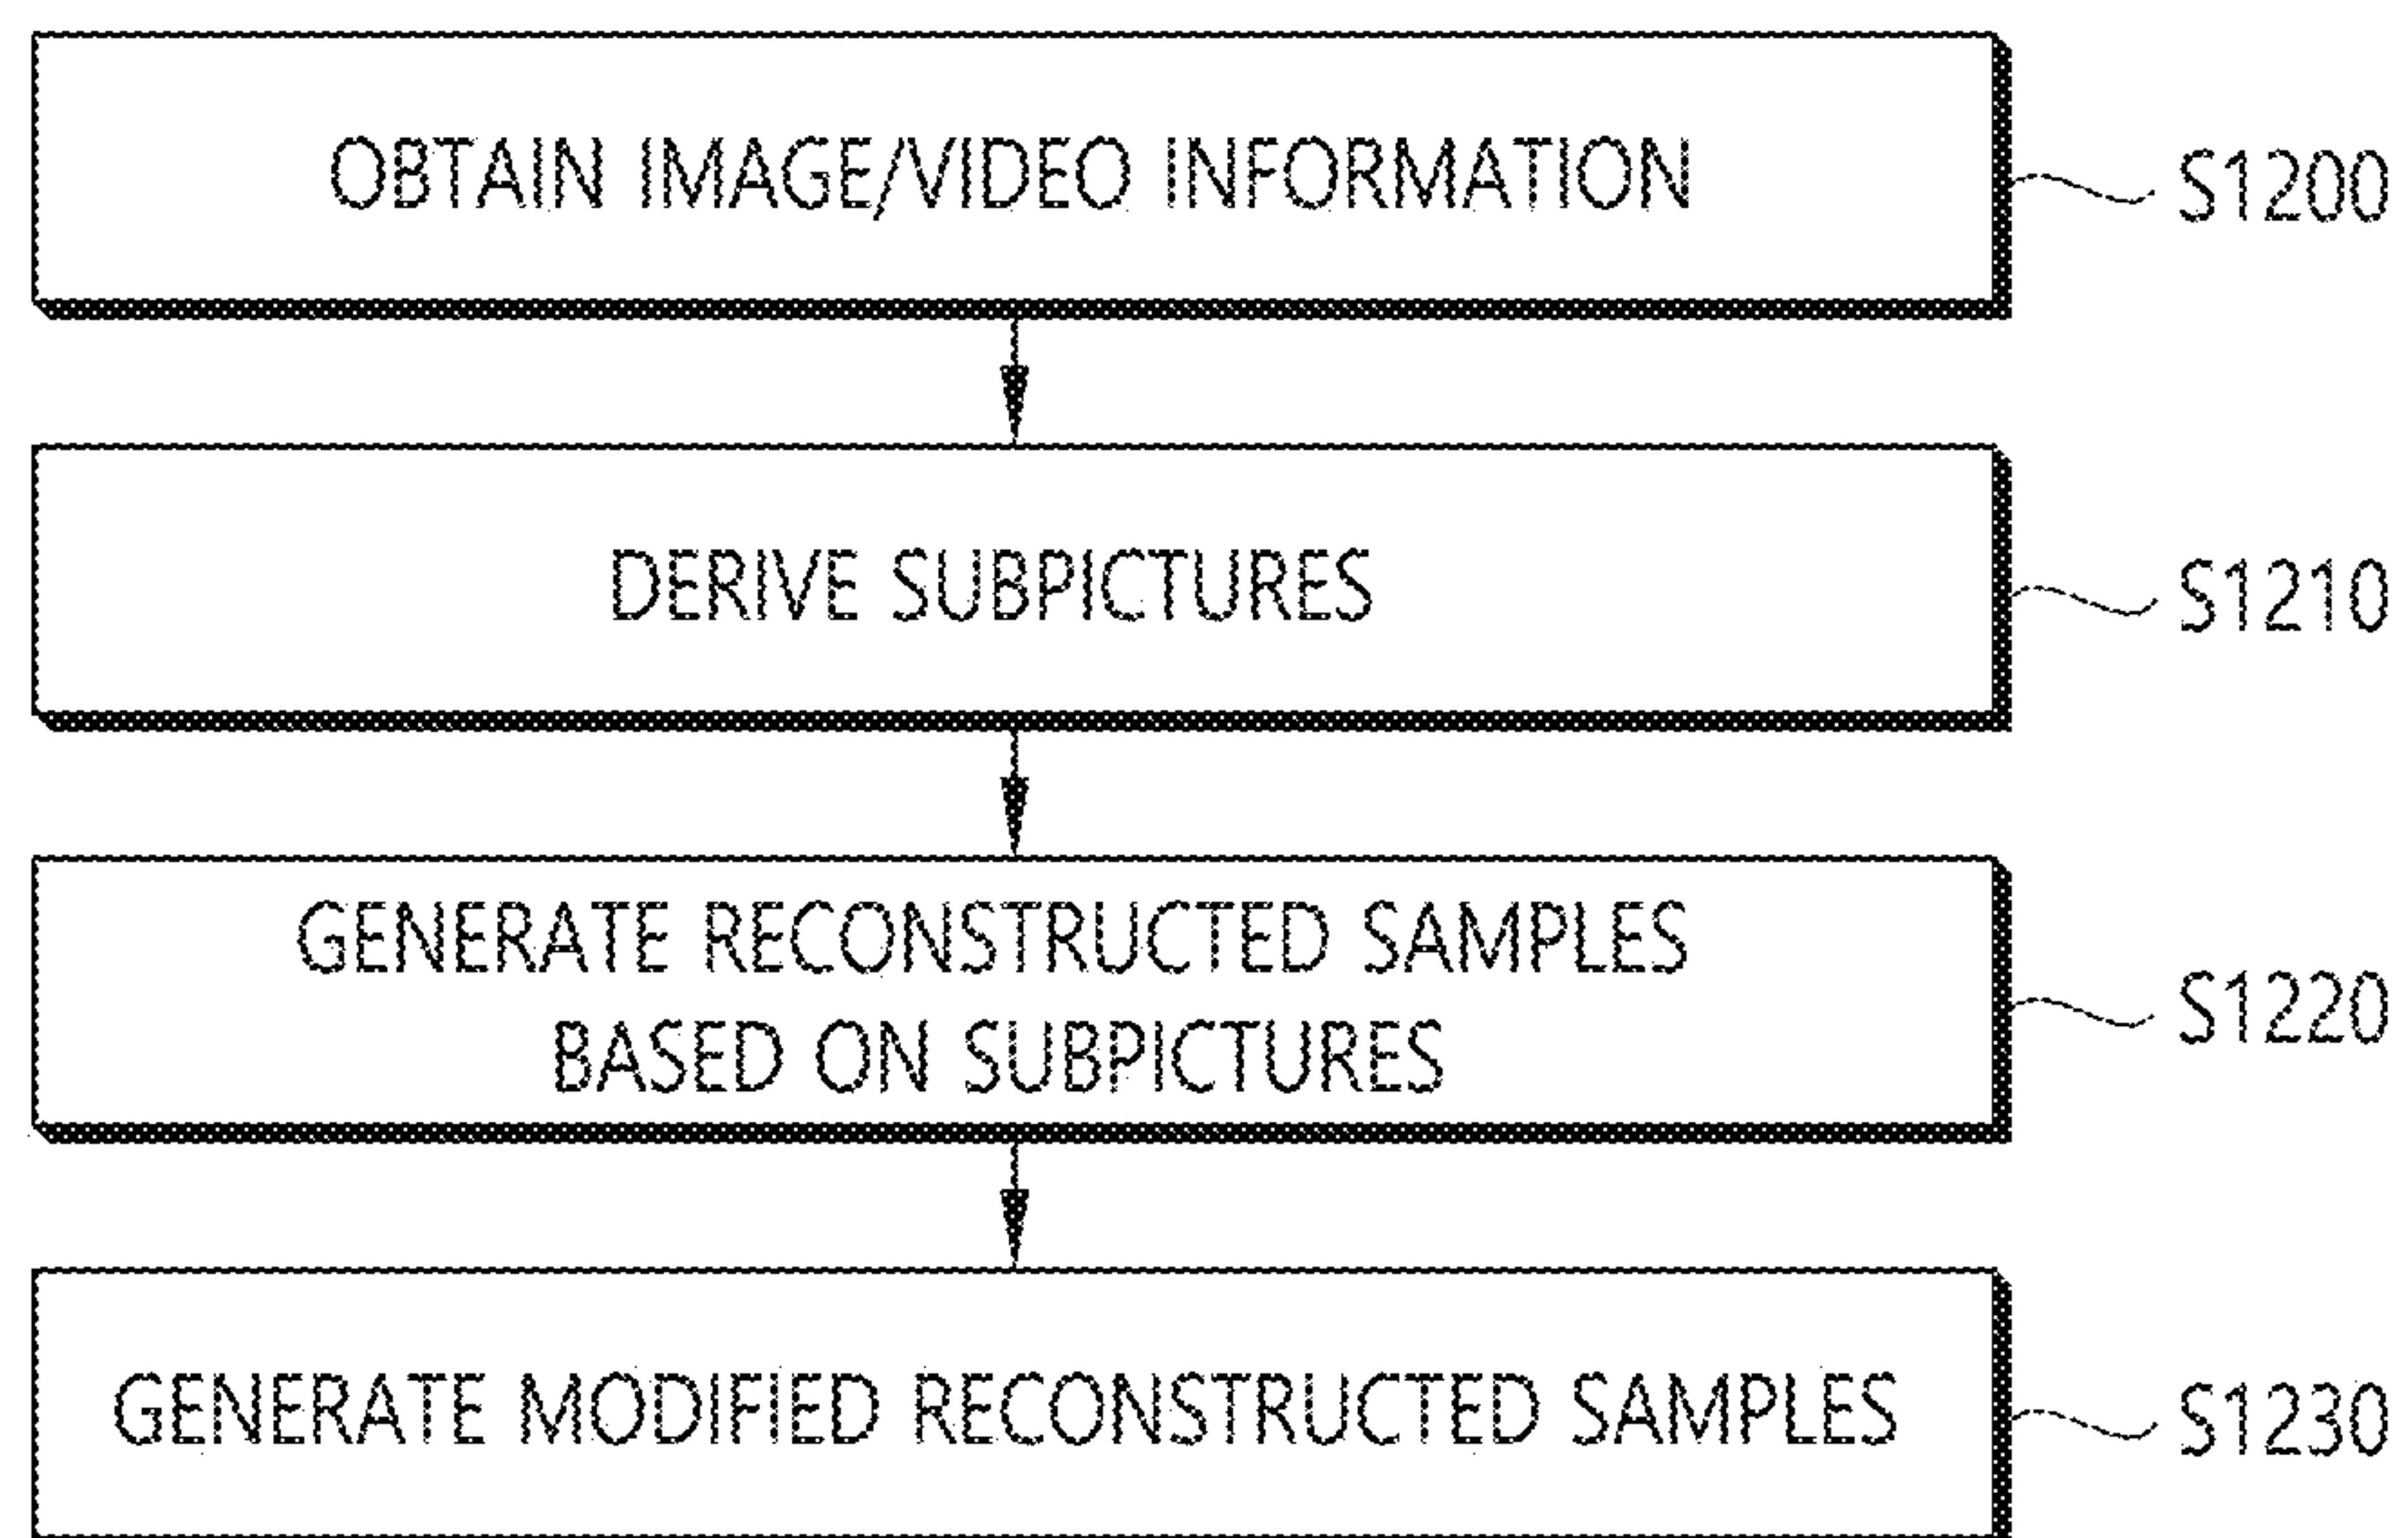 OBTAIN IMAGE/VIDEO INFORMATION
S1200
DERIVE SUBPICTURES
S1210
GENERATE RECONSTRUCTED SAMPLES
BASED ON SUBPICTURES
S1220
GENERATE MODIFIED RECONSTRUCTED SAMPLES
S1230